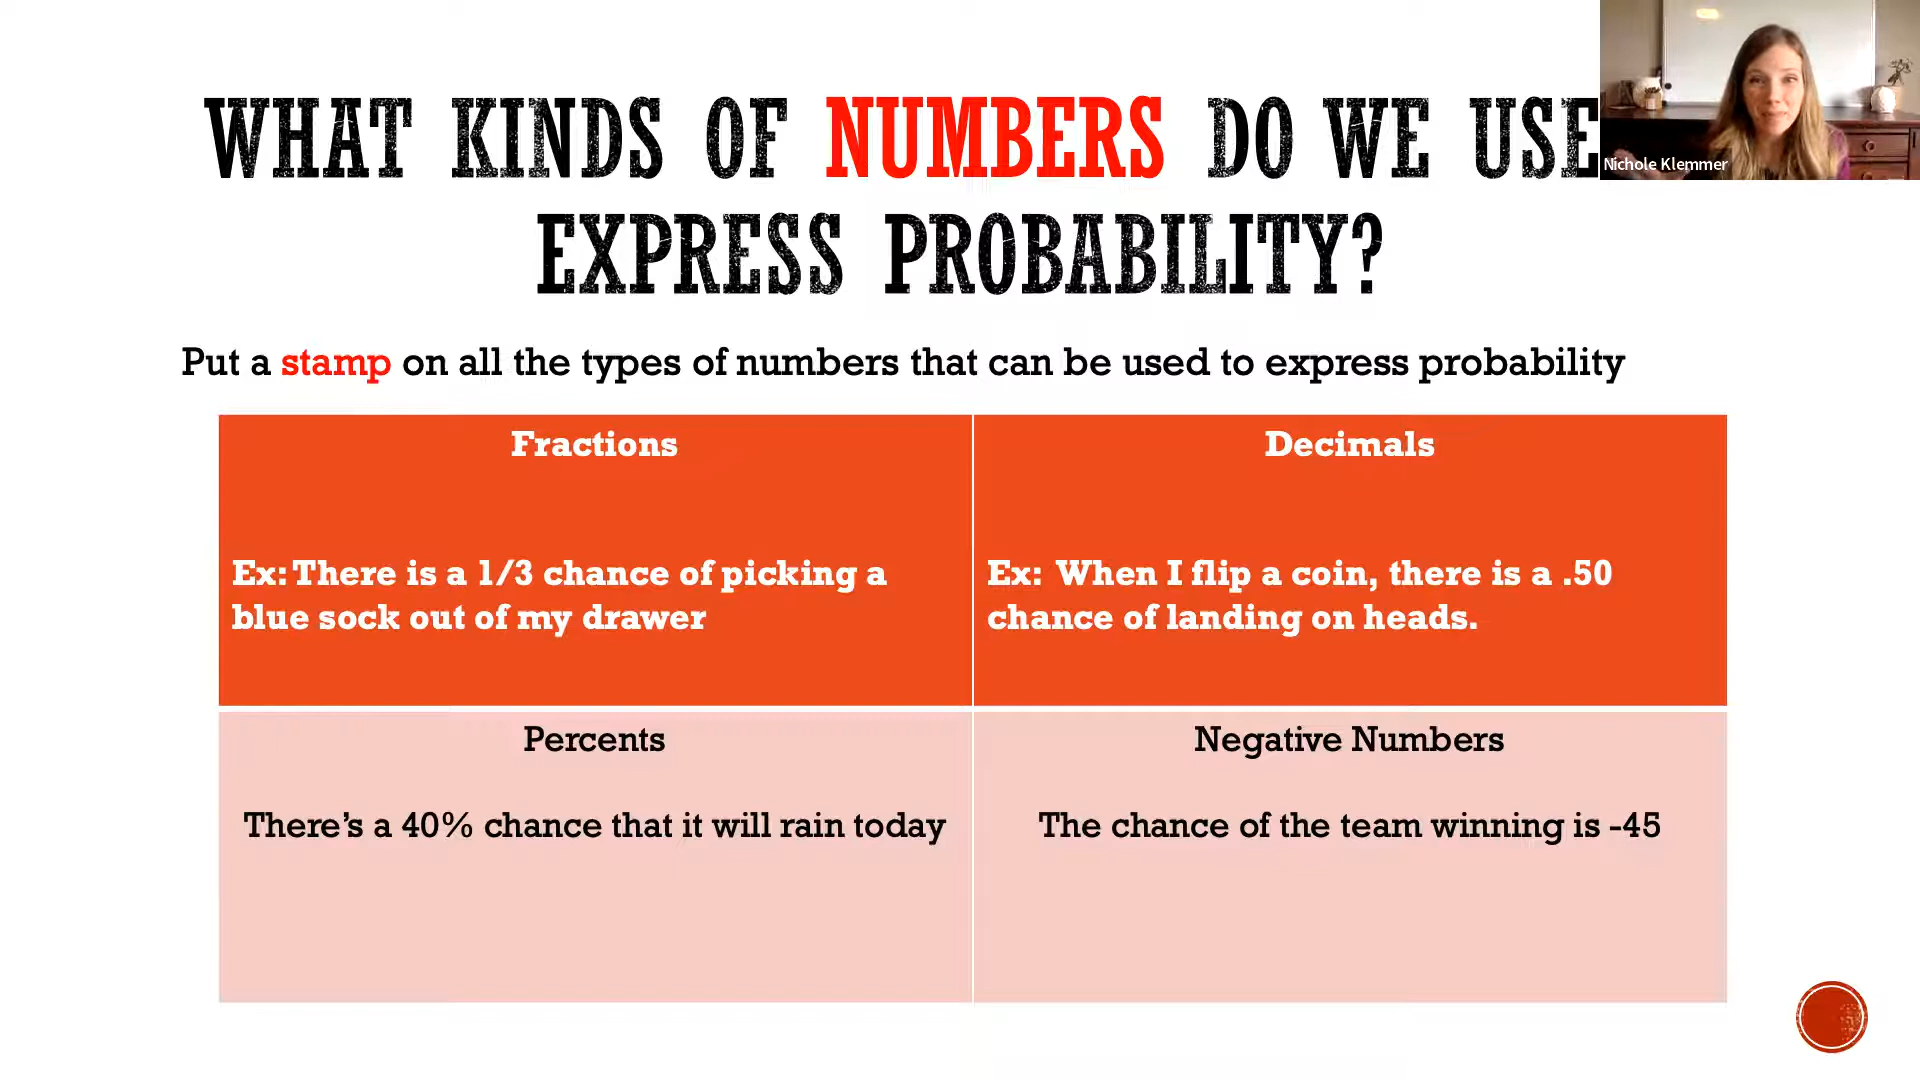 WHAT KINDS OF NUMBERS DO WE USE
EXPRESS PROBABILITY?
Nichole Klemmer
Put a stamp on all the types of numbers that can be used to express probability
Fractions
Ex: There is a 1/3 chance of picking a
blue sock out of my drawer
Decimals
Ex: When I flip a coin, there is a .50
chance of landing on heads.
Percents
There's a 40% chance that it will rain today
Negative Numbers
The chance of the team winning is -45